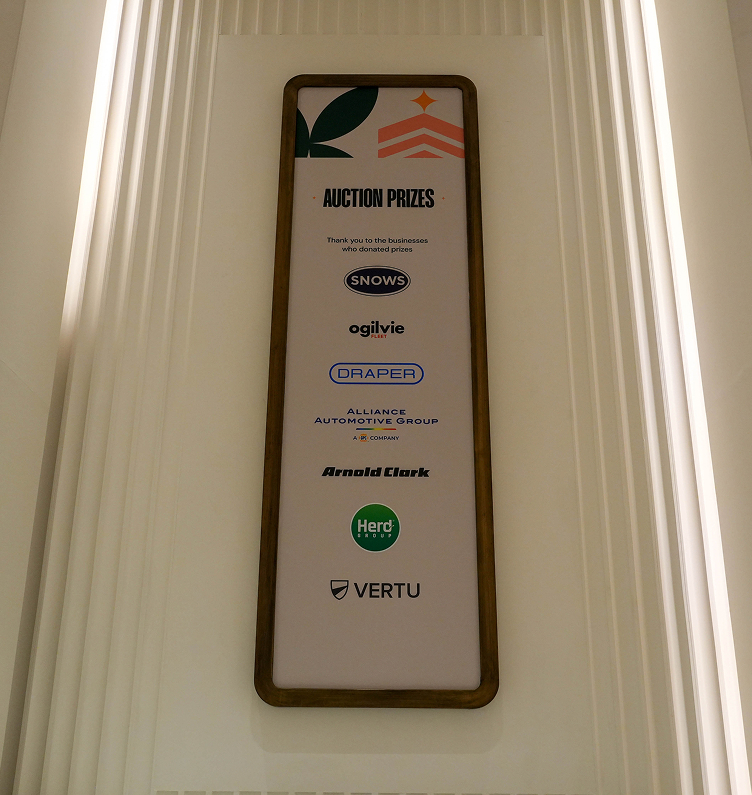 AUCTION PRIZES
Thank you to the businesses
who donated prizes
SNOWS
ogilvie
FLEET
DRAPER
ALLIANCE
AUTOMOTIVE GROUP
A COMPANY
Arnold Clark
Herd
GROUP
VERTU